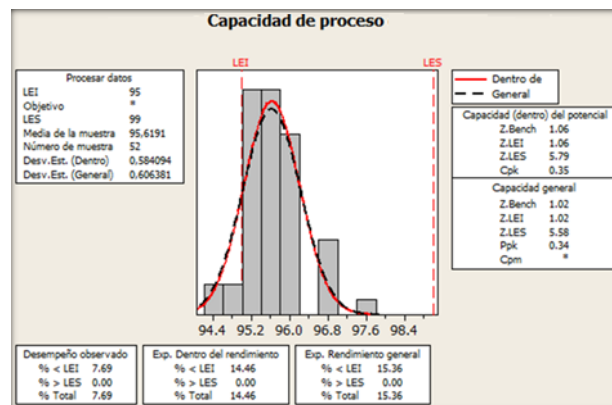 Capacidad de proceso
LEI
LES
Procesar datos
LEI 95
Objetivo *
LES 99
Media de la muestra 95,6191
Número de muestra 52
Desv.Est. (Dentro) 0,584094
Desv.Est. (General) 0,606381
Dentro de
General
Capacidad (dentro) del potencial
Z.Bench 1.06
Z.LEI 1.06
Z.LES 5.79
Cpk 0.35
Capacidad general
Z.Bench 1.02
Z.LEI 1.02
Z.LES 5.58
Ppk 0.34
Cpm *
94.4 95.2 96.0 96.8 97.6 98.4
Desempeño observado
% < LEI 7.69
% > LES 0.00
% Total 7.69
Exp. Dentro del rendimiento
% < LEI 14.46
% > LES 0.00
% Total 14.46
Exp. Rendimiento general
% < LEI 15.36
% > LES 0.00
% Total 15.36